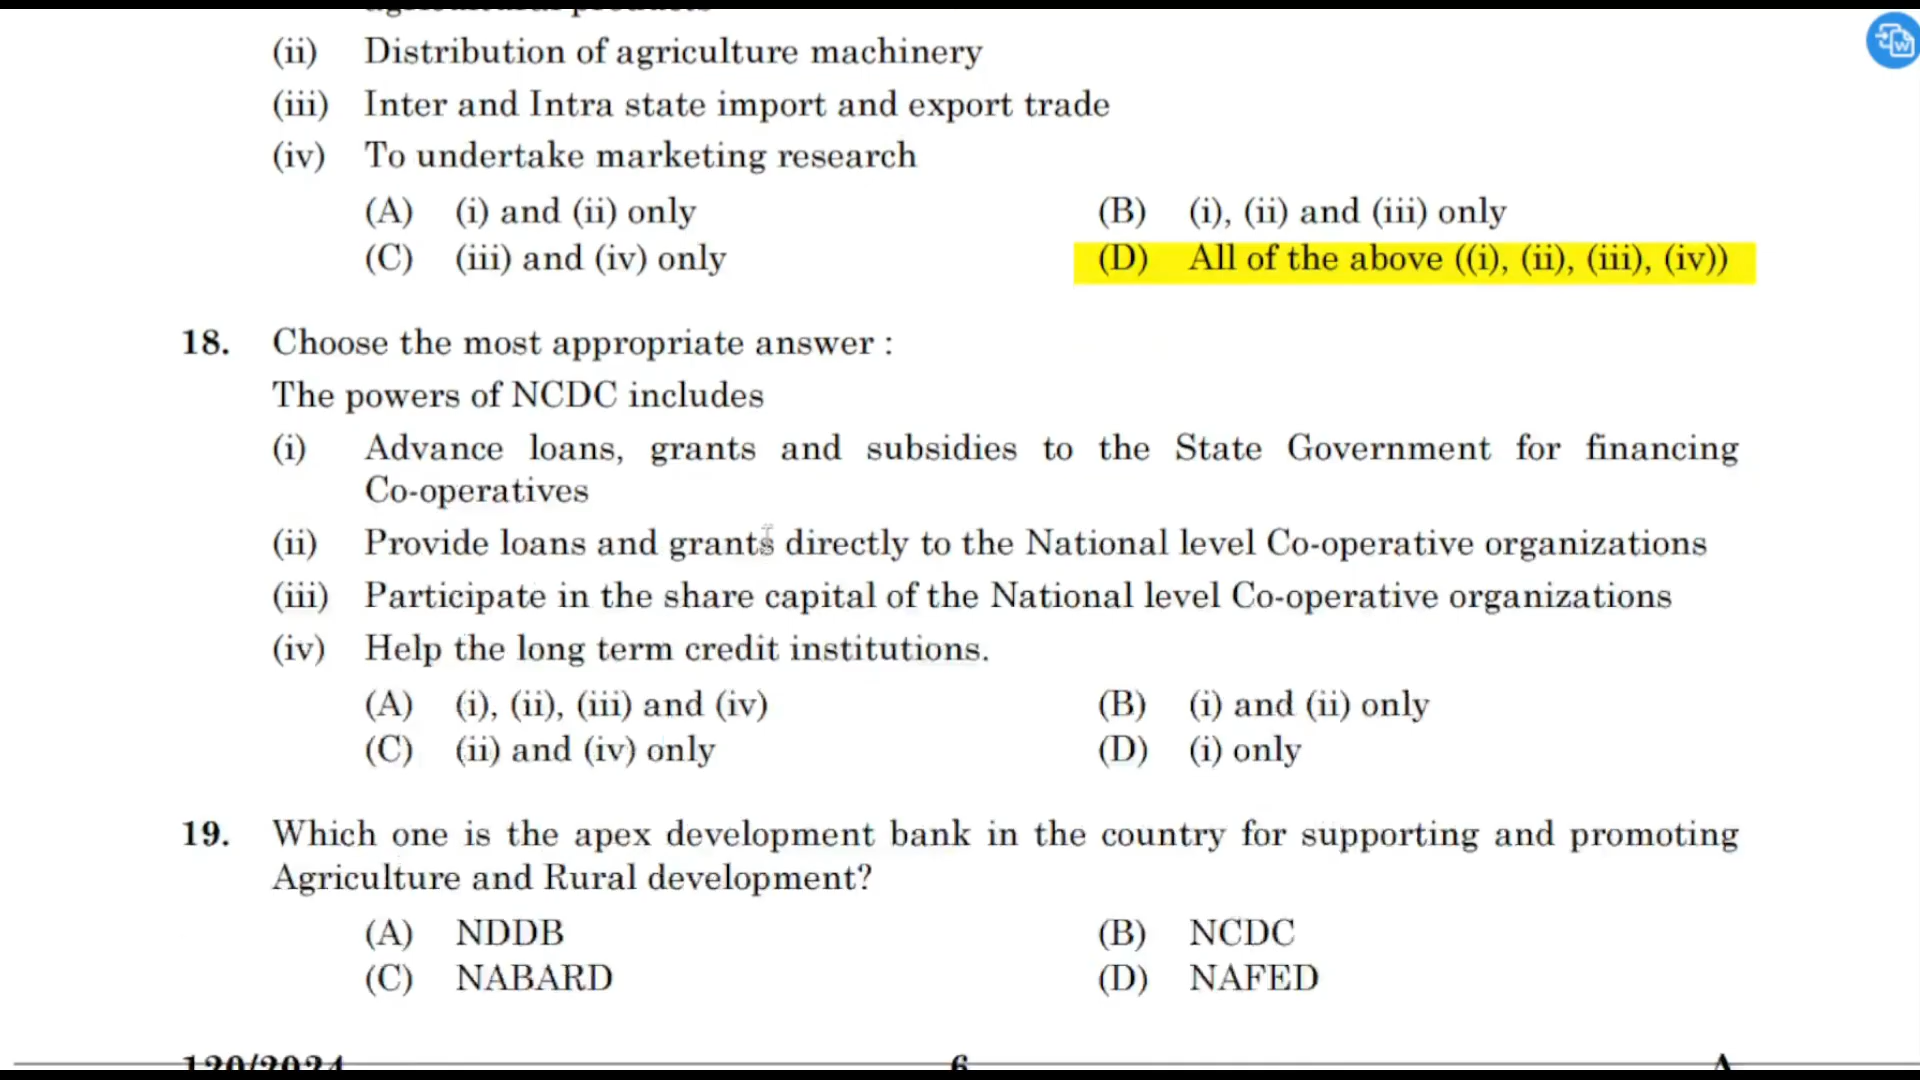 agricultural products
(ii) Distribution of agriculture machinery
(iii) Inter and Intra state import and export trade
(iv) To undertake marketing research
(A) (i) and (ii) only (B) (i), (ii) and (iii) only
(C) (iii) and (iv) only (D) All of the above ((i), (ii), (iii), (iv))
18. Choose the most appropriate answer :
The powers of NCDC includes
(i) Advance loans, grants and subsidies to the State Government for financing
Co-operatives
(ii) Provide loans and grants directly to the National level Co-operative organizations
(iii) Participate in the share capital of the National level Co-operative organizations
(iv) Help the long term credit institutions.
(A) (i), (ii), (iii) and (iv) (B) (i) and (ii) only
(C) (ii) and (iv) only (D) (i) only
19. Which one is the apex development bank in the country for supporting and promoting
Agriculture and Rural development?
(A) NDDB (B) NCDC
(C) NABARD (D) NAFED
120/2024 6 A